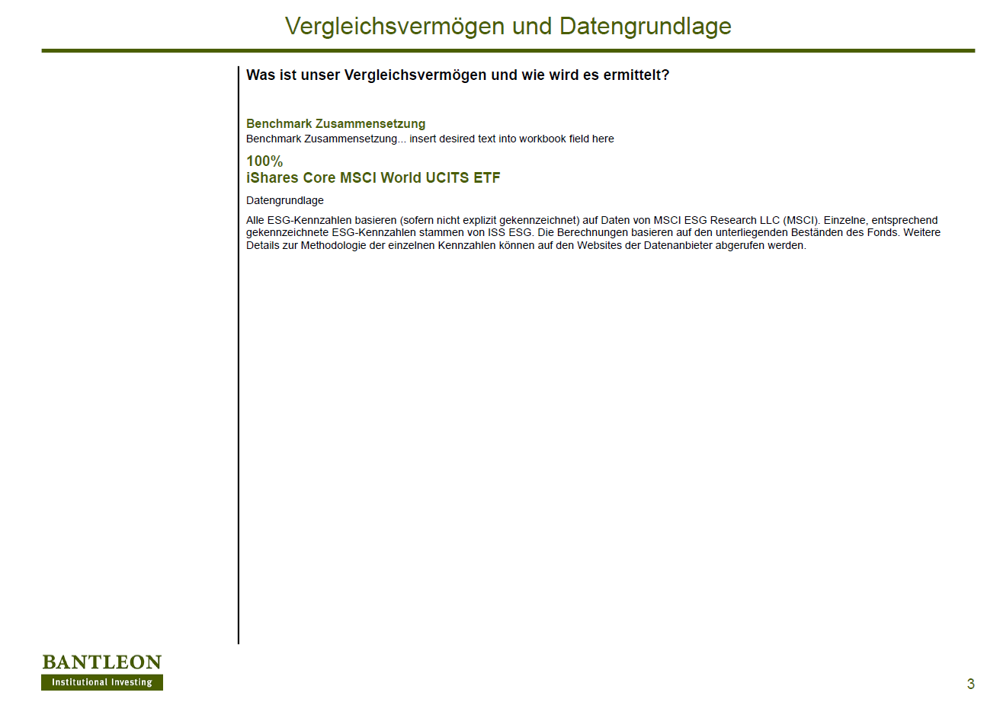 Vergleichsvermögen und Datengrundlage
Was ist unser Vergleichsvermögen und wie wird es ermittelt?
Benchmark Zusammensetzung
Benchmark Zusammensetzung... insert desired text into workbook field here
100%
iShares Core MSCI World UCITS ETF
Datengrundlage
Alle ESG-Kennzahlen basieren (sofern nicht explizit gekennzeichnet) auf Daten von MSCI ESG Research LLC (MSCI). Einzelne, entsprechend
gekennzeichnete ESG-Kennzahlen stammen von ISS ESG. Die Berechnungen basieren auf den unterliegenden Beständen des Fonds. Weitere
Details zur Methodologie der einzelnen Kennzahlen können auf den Websites der Datenanbieter abgerufen werden.
BANTLEON
Institutional Investing
3